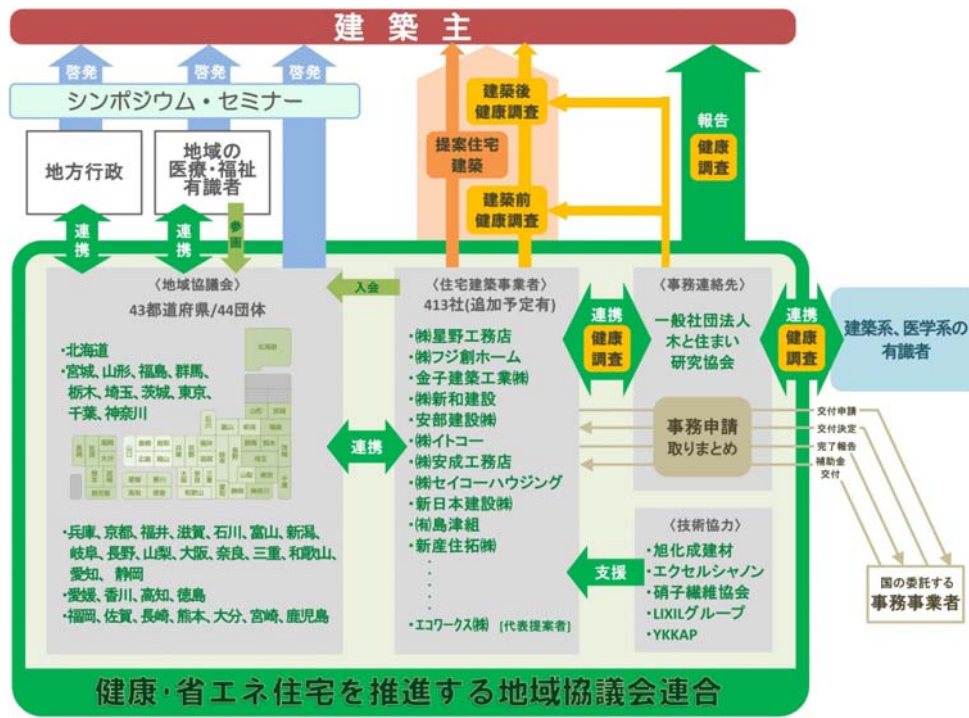 建築主
啓発
啓発
啓発
シンポジウム・セミナー
地方行政
地域の
医療・福祉
有識者
連携
連携
参画
提案住宅
建築
建築後
健康調査
建築前
健康調査
報告
健康
調査
〈地域協議会〉
43都道府県/44団体
・北海道
・宮城、山形、福島、群馬、
栃木、埼玉、茨城、東京、
千葉、神奈川
北海道
・兵庫、京都、福井、滋賀、石川、富山、新潟、
岐阜、長野、山梨、大阪、奈良、三重、和歌山、
愛知、静岡
・愛媛、香川、高知、徳島
・福岡、佐賀、長崎、熊本、大分、宮崎、鹿児島
入会
連携
〈住宅建築事業者〉
413社(追加予定有)
・㈱星野工務店
・㈱フジ創ホーム
・金子建築工業㈱
・㈱新和建設
・安部建設㈱
・㈱イトコー
・㈱安成工務店
・㈱セイコーハウジング
・新日本建設㈱
・㈲島津組
・新産住拓㈱
・エコワークス㈱ [代表提案者]
連携
健康
調査
〈事務連絡先〉
一般社団法人
木と住まい
研究協会
連携
健康
調査
建築系、医学系の
有識者
事務申請
取りまとめ
交付申請
交付決定
完了報告
補助金
交付
国の委託する
事務事業者
支援
〈技術協力〉
・旭化成建材
・エクセルシャノン
・硝子繊維協会
・LIXILグループ
・YKKAP
健康・省エネ住宅を推進する地域協議会連合